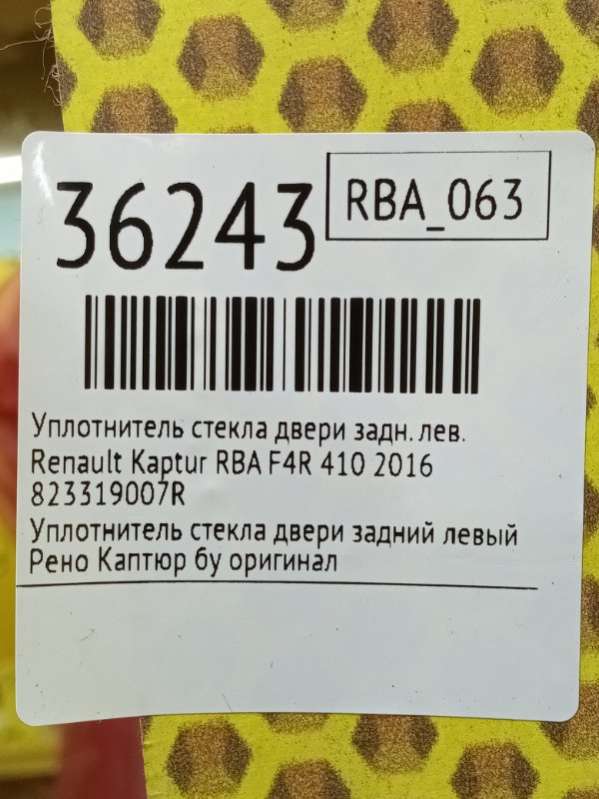 36243
RBA_063
Уплотнитель стекла двери задн. лев.
Renault Kaptur RBA F4R 410 2016
823319007R
Уплотнитель стекла двери задний левый
Рено Каптюр бу оригинал